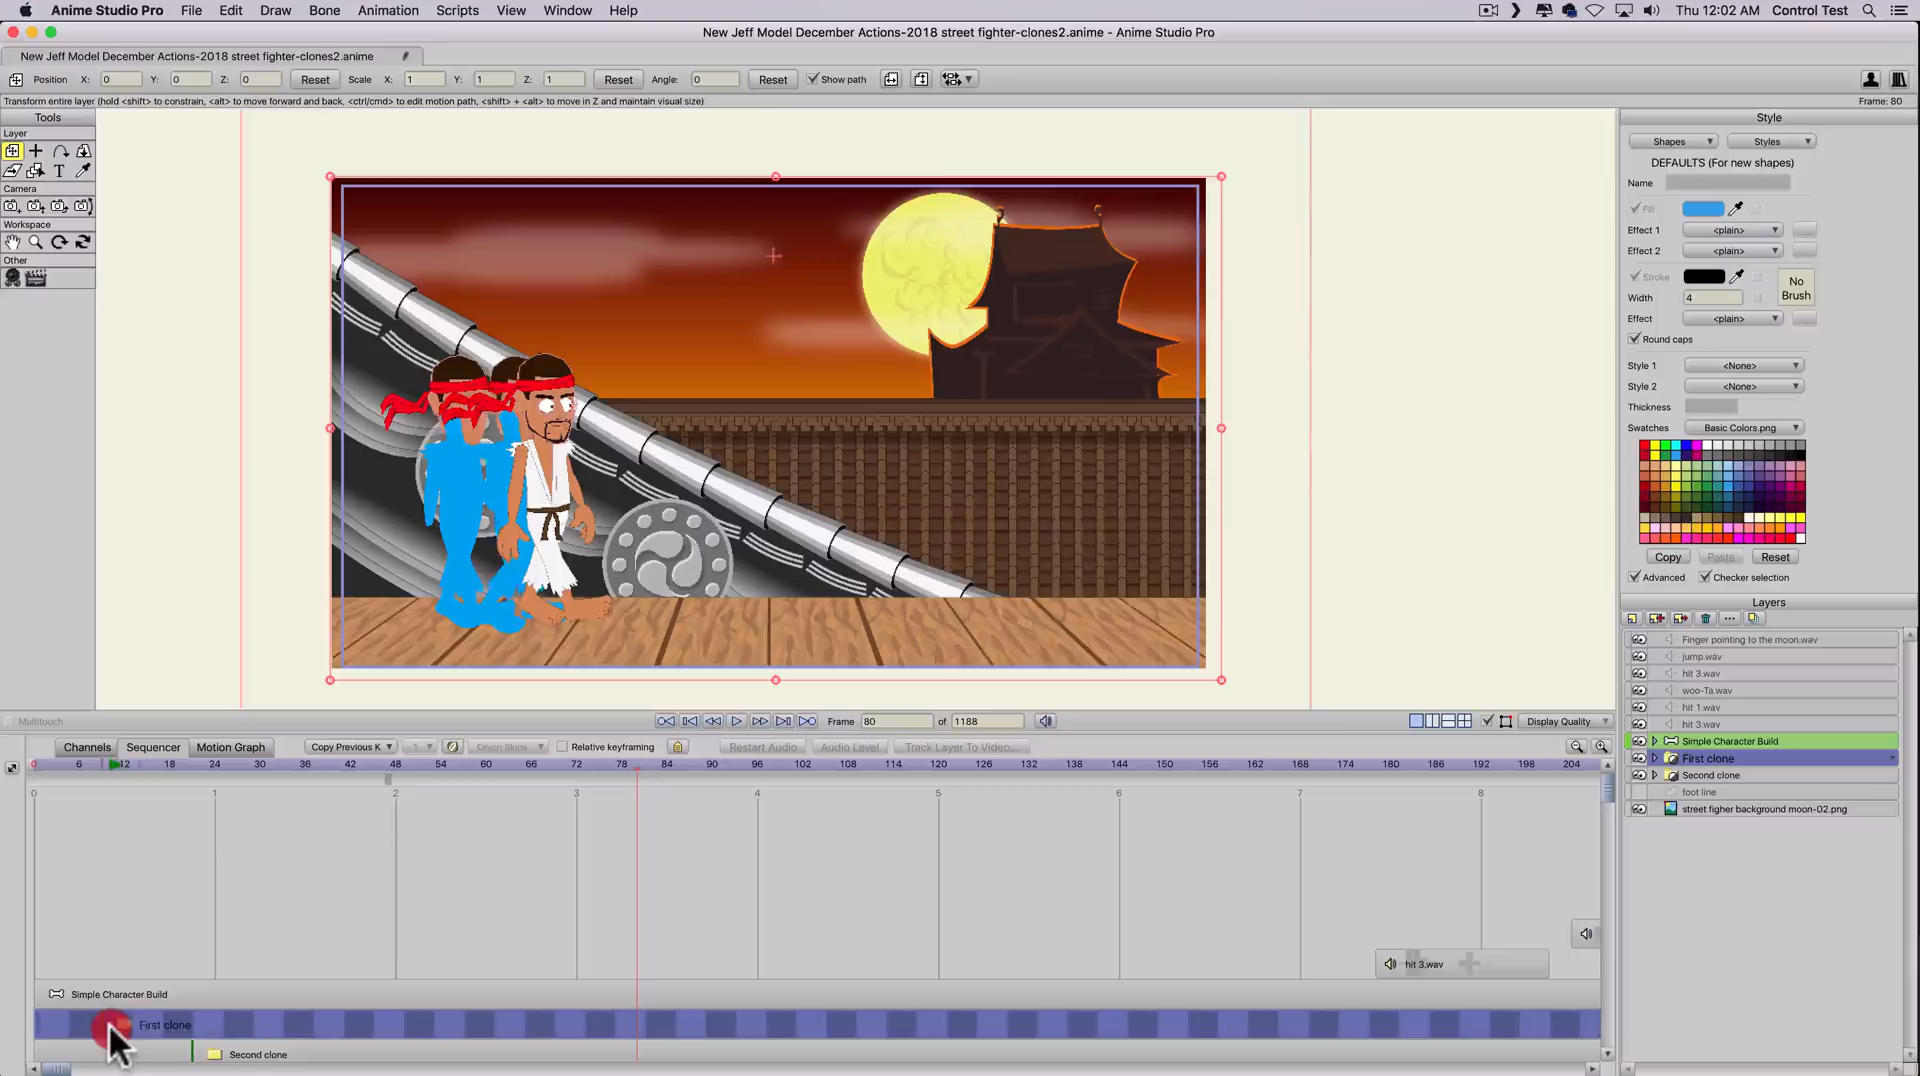 Anime Studio Pro File Edit Draw Bone Animation Scripts View Window Help Thu 12:02 AM Control Test
New Jeff Model December Actions-2018 street fighter-clones2.anime - Anime Studio Pro
New Jeff Model December Actions-2018 street fighter-clones2.anime
Position X: 0 Y: 0 Z: 0 Reset Scale X: 1 Y: 1 Z: 1 Reset Angle: 0 Reset Show path
Transform entire layer (hold <shift> to constrain, <alt> to move forward and back, <ctrl/cmd> to edit motion path, <shift> + <alt> to move in Z and maintain visual size) Frame: 80
Tools
Layer
T
Camera
Workspace
Other
Style
Shapes Styles
DEFAULTS (For new shapes)
Name
Fill
Effect 1 <plain>
Effect 2 <plain>
Stroke
No
Brush
Width 4
Effect <plain>
Round caps
Style 1 <None>
Style 2 <None>
Thickness
Swatches Basic Colors.png
Copy Paste Reset
Advanced Checker selection
Layers
Finger pointing to the moon.wav
jump.wav
hit 3.wav
woo-Ta.wav
hit 1.wav
hit 3.wav
Simple Character Build
First clone
Second clone
foot line
street figher background moon-02.png
Multitouch Frame 80 of 1188 Display Quality
Channels Sequencer Motion Graph Copy Previous K 1 Onion Skins Relative keyframing Restart Audio Audio Level Track Layer To Video...
0 6 12 18 24 30 36 42 48 54 60 66 72 78 84 90 96 102 108 114 120 126 132 138 144 150 156 162 168 174 180 186 192 198 204
0 1 2 3 4 5 6 7 8
hit 3.wav
Simple Character Build
First clone
Second clone